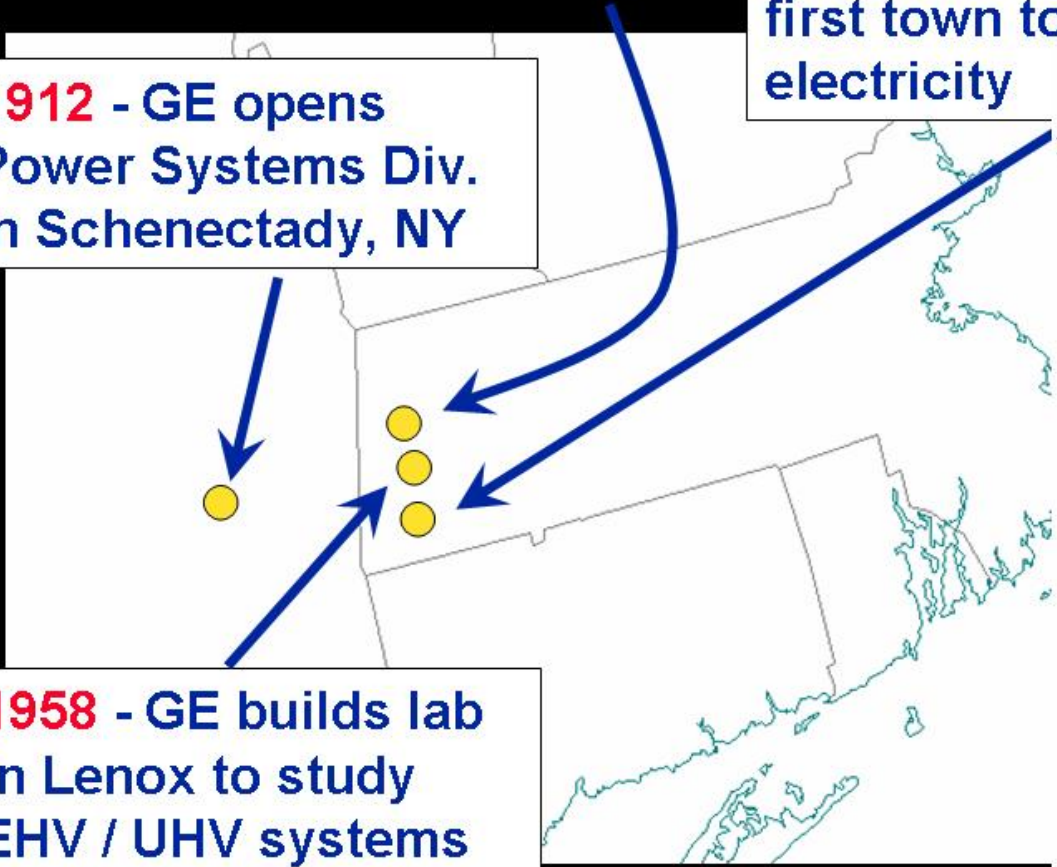 first town to
electricity
912 - GE opens
Power Systems Div.
n Schenectady, NY
1958 - GE builds lab
n Lenox to study
EHV / UHV systems